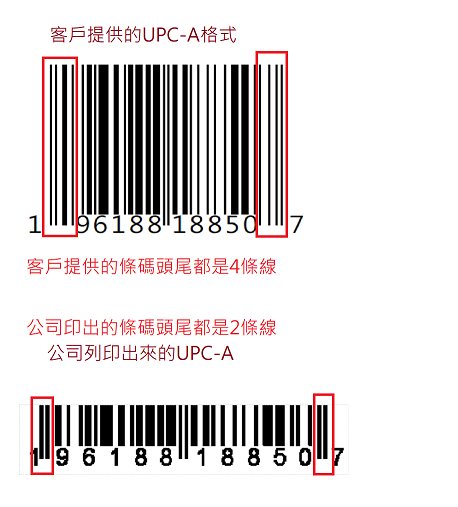 客戶提供的UPC-A格式
1 96188 18850 7
客戶提供的條碼頭尾都是4條線
公司印出的條碼頭尾都是2條線
公司列印出來的UPC-A
1 9 6 1 8 8 1 8 8 5 0 7